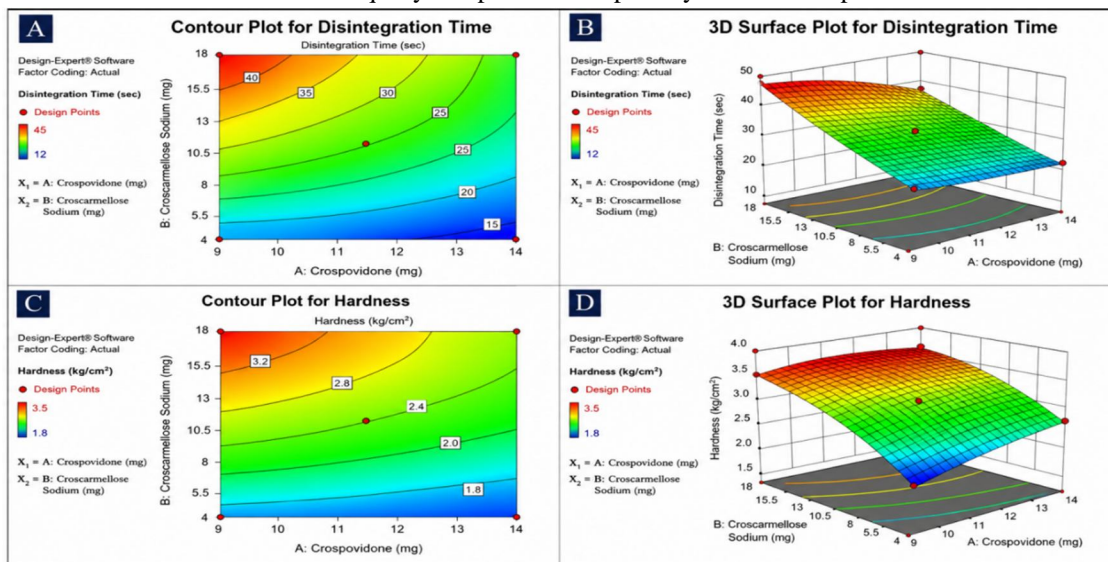 A
Contour Plot for Disintegration Time
Disintegration Time (sec)
Design-Expert® Software
Factor Coding: Actual
Disintegration Time (sec)
Design Points
45
12
X₁ = A: Crospovidone (mg)
X₂ = B: Croscarmellose
Sodium (mg)
B: Croscarmellose Sodium (mg)
18
15.5
13
10.5
8
5.5
4
40
35
30
25
25
20
15
9 10 11 12 13 14
A: Crospovidone (mg)
B
3D Surface Plot for Disintegration Time
Design-Expert® Software
Factor Coding: Actual
Disintegration Time (sec)
Design Points
45
12
X₁ = A: Crospovidone (mg)
X₂ = B: Croscarmellose
Sodium (mg)
Disintegration Time (sec)
50
40
30
20
10
18 15.5 13 10.5 8 5.5 4
B: Croscarmellose
Sodium (mg)
9 10 11 12 13 14
A: Crospovidone (mg)
C
Contour Plot for Hardness
Hardness (kg/cm²)
Design-Expert® Software
Factor Coding: Actual
Hardness (kg/cm²)
Design Points
3.5
1.8
X₁ = A: Crospovidone (mg)
X₂ = B: Croscarmellose
Sodium (mg)
B: Croscarmellose Sodium (mg)
18
15.5
13
10.5
8
5.5
4
3.2
2.8
2.4
2.0
1.8
9 10 11 12 13 14
A: Crospovidone (mg)
D
3D Surface Plot for Hardness
Design-Expert® Software
Factor Coding: Actual
Hardness (kg/cm²)
Design Points
3.5
1.8
X₁ = A: Crospovidone (mg)
X₂ = B: Croscarmellose
Sodium (mg)
Hardness (kg/cm²)
4.0
3.5
3.0
2.5
2.0
1.5
18 15.5 13 10.5 8 5.5 4
B: Croscarmellose
Sodium (mg)
9 10 11 12 13 14
A: Crospovidone (mg)